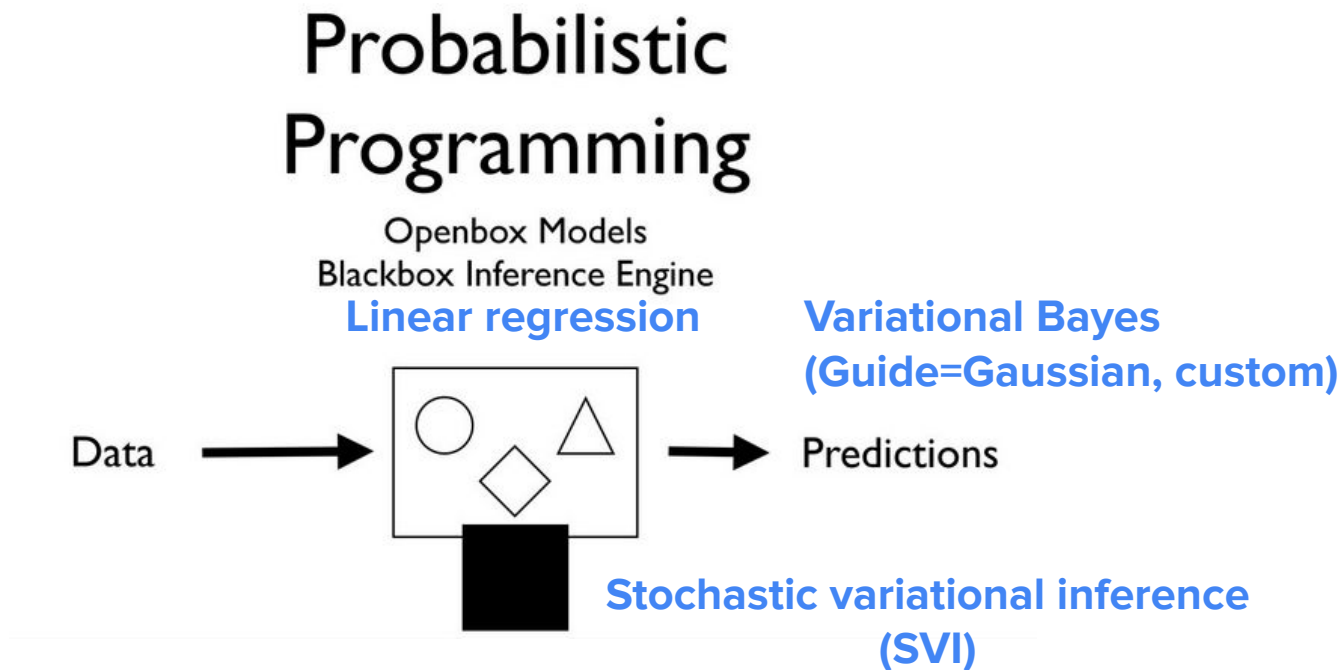 Probabilistic
Programming
Openbox Models
Blackbox Inference Engine
Linear regression
Variational Bayes
(Guide=Gaussian, custom)
Data
Predictions
Stochastic variational inference
(SVI)